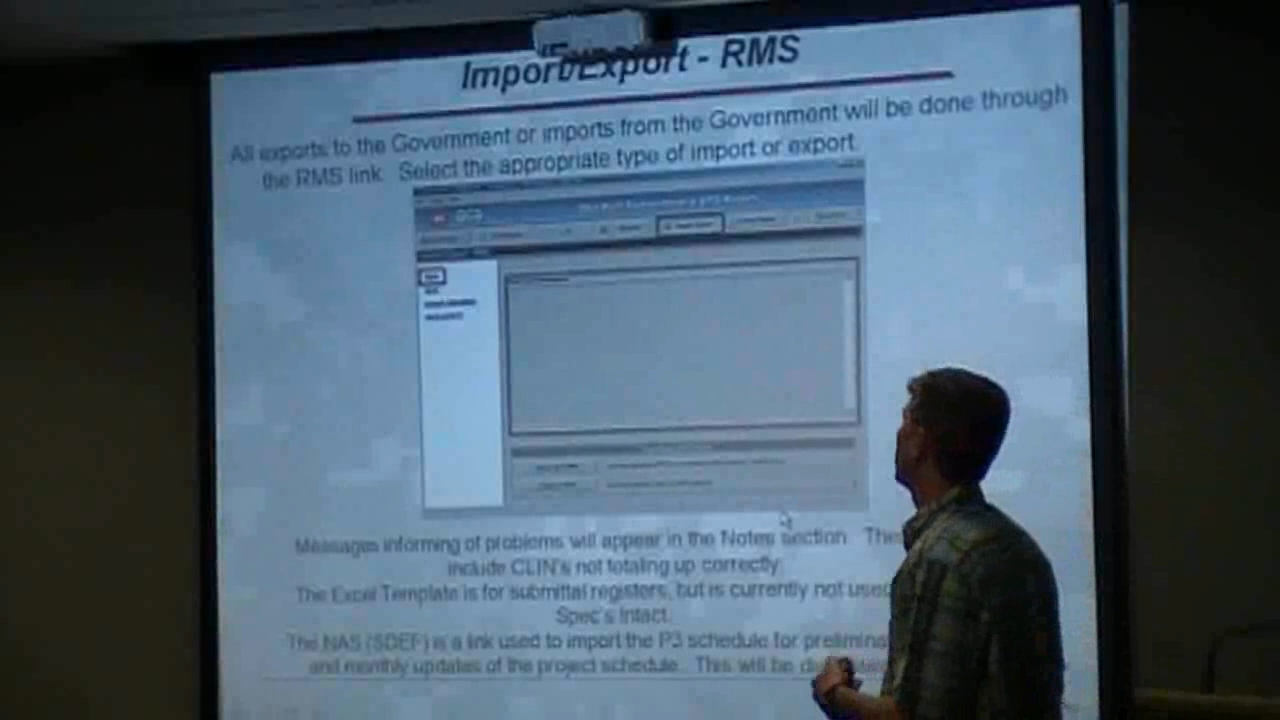 Import/Export - RMS
All exports to the Government or imports from the Government will be done through
the RMS link. Select the appropriate type of import or export.
Messages informing of problems will appear in the Notes section.
include CLIN's not totaling up correctly.
The Excel Template is for submittal registers, but is currently not used
Spec's Intact.
The NAS (SDEF) is a link used to import the P3 schedule for
and monthly updates of the project schedule. This will be